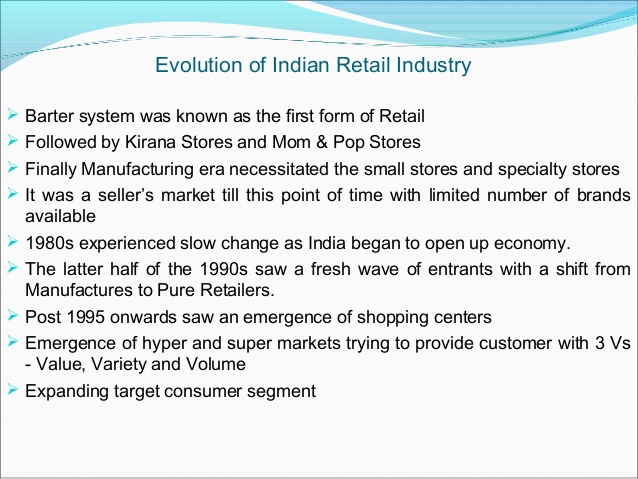 Evolution of Indian Retail Industry
Barter system was known as the first form of Retail
Followed by Kirana Stores and Mom & Pop Stores
Finally Manufacturing era necessitated the small stores and specialty stores
It was a seller's market till this point of time with limited number of brands
available
1980s experienced slow change as India began to open up economy.
The latter half of the 1990s saw a fresh wave of entrants with a shift from
Manufactures to Pure Retailers.
Post 1995 onwards saw an emergence of shopping centers
Emergence of hyper and super markets trying to provide customer with 3 Vs
- Value, Variety and Volume
Expanding target consumer segment